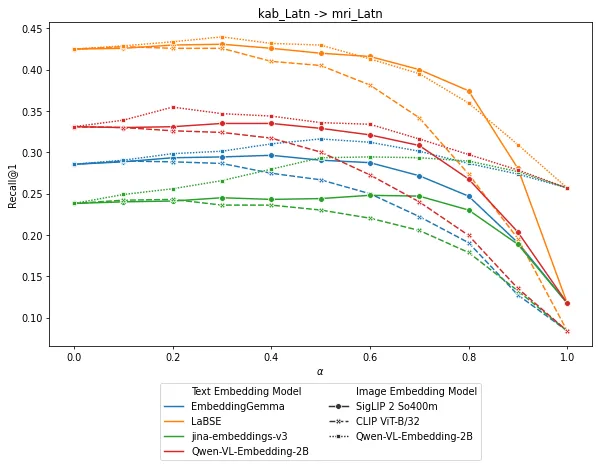 kab_Latn -> mri_Latn
Recall@1
0.45
0.40
0.35
0.30
0.25
0.20
0.15
0.10
0.0 0.2 0.4 0.6 0.8 1.0
α
Text Embedding Model
EmbeddingGemma
LaBSE
jina-embeddings-v3
Qwen-VL-Embedding-2B
Image Embedding Model
SigLIP 2 So400m
CLIP ViT-B/32
Qwen-VL-Embedding-2B